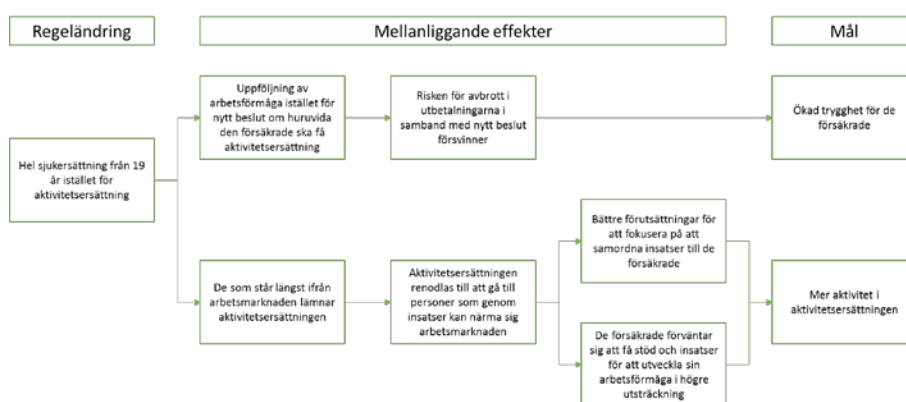 Regeländring
Mellanliggande effekter
Mål
Uppföljning av
arbetsförmåga istället för
nytt beslut om huruvida
den försäkrade ska få
aktivitetsersättning
Risken för avbrott i
utbetalningarna i
samband med nytt beslut
försvinner
Ökad trygghet för de
försäkrade
Hel sjukersättning från 19
år istället för
aktivitetsersättning
De som står längst ifrån
arbetsmarknaden lämnar
aktivitetsersättningen
Aktivitetsersättningen
renodlas till att gå till
personer som genom
insatser kan närma sig
arbetsmarknaden
Bättre förutsättningar för
att fokusera på att
samordna insatser till de
försäkrade
De försäkrade förväntar
sig att få stöd och insatser
för att utveckla sin
arbetsförmåga i högre
utsträckning
Mer aktivitet i
aktivitetsersättningen